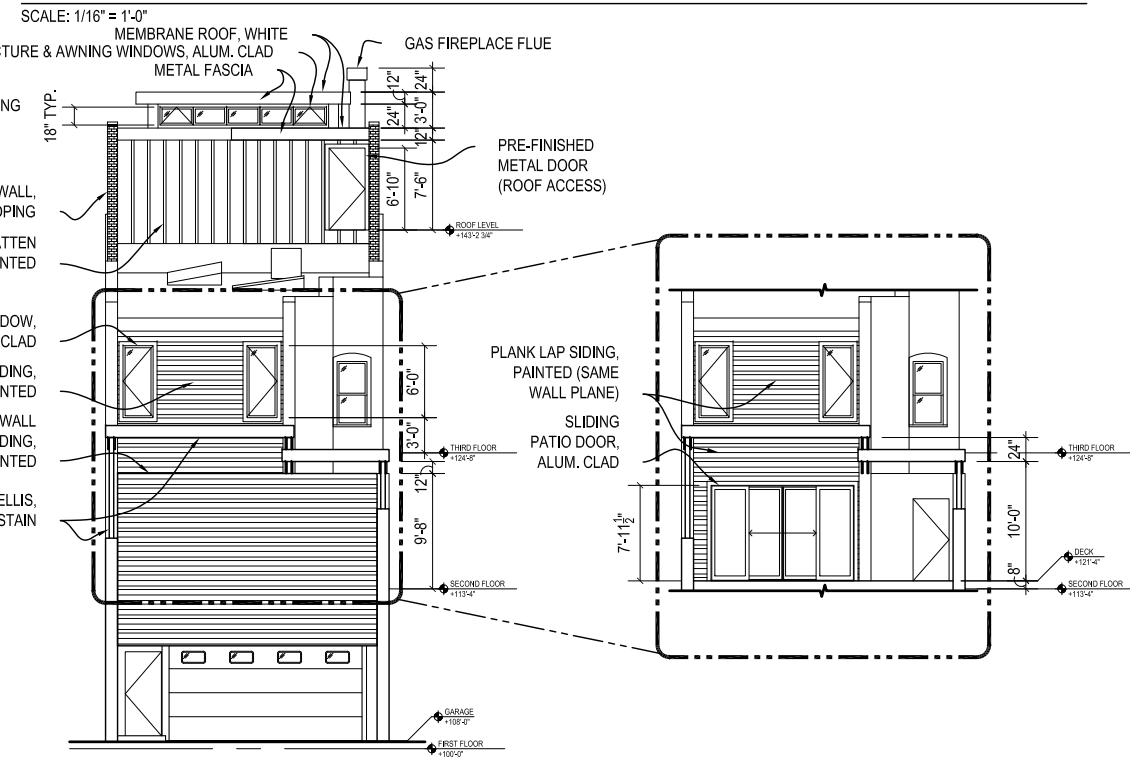 SCALE: 1/16" = 1'-0"
MEMBRANE ROOF, WHITE
CTURE & AWNING WINDOWS, ALUM. CLAD
METAL FASCIA
GAS FIREPLACE FLUE
NG
18" TYP.
12"
24"
24"
3'-0"
12"
6'-10"
7'-6"
PRE-FINISHED
METAL DOOR
(ROOF ACCESS)
WALL,
OPING
ATTEN
NTED
ROOF LEVEL
+143'-2 3/4"
DOW,
CLAD
DING,
NTED
WALL
DING,
NTED
ELLIS,
STAIN
6'-0"
3'-0"
12"
9'-8"
THIRD FLOOR
+124'-8"
SECOND FLOOR
+113'-4"
GARAGE
+108'-0"
FIRST FLOOR
+100'-0"
PLANK LAP SIDING,
PAINTED (SAME
WALL PLANE)
SLIDING
PATIO DOOR,
ALUM. CLAD
7'-11 1/2"
24"
10'-0"
8"
THIRD FLOOR
+124'-8"
DECK
+121'-4"
SECOND FLOOR
+113'-4"